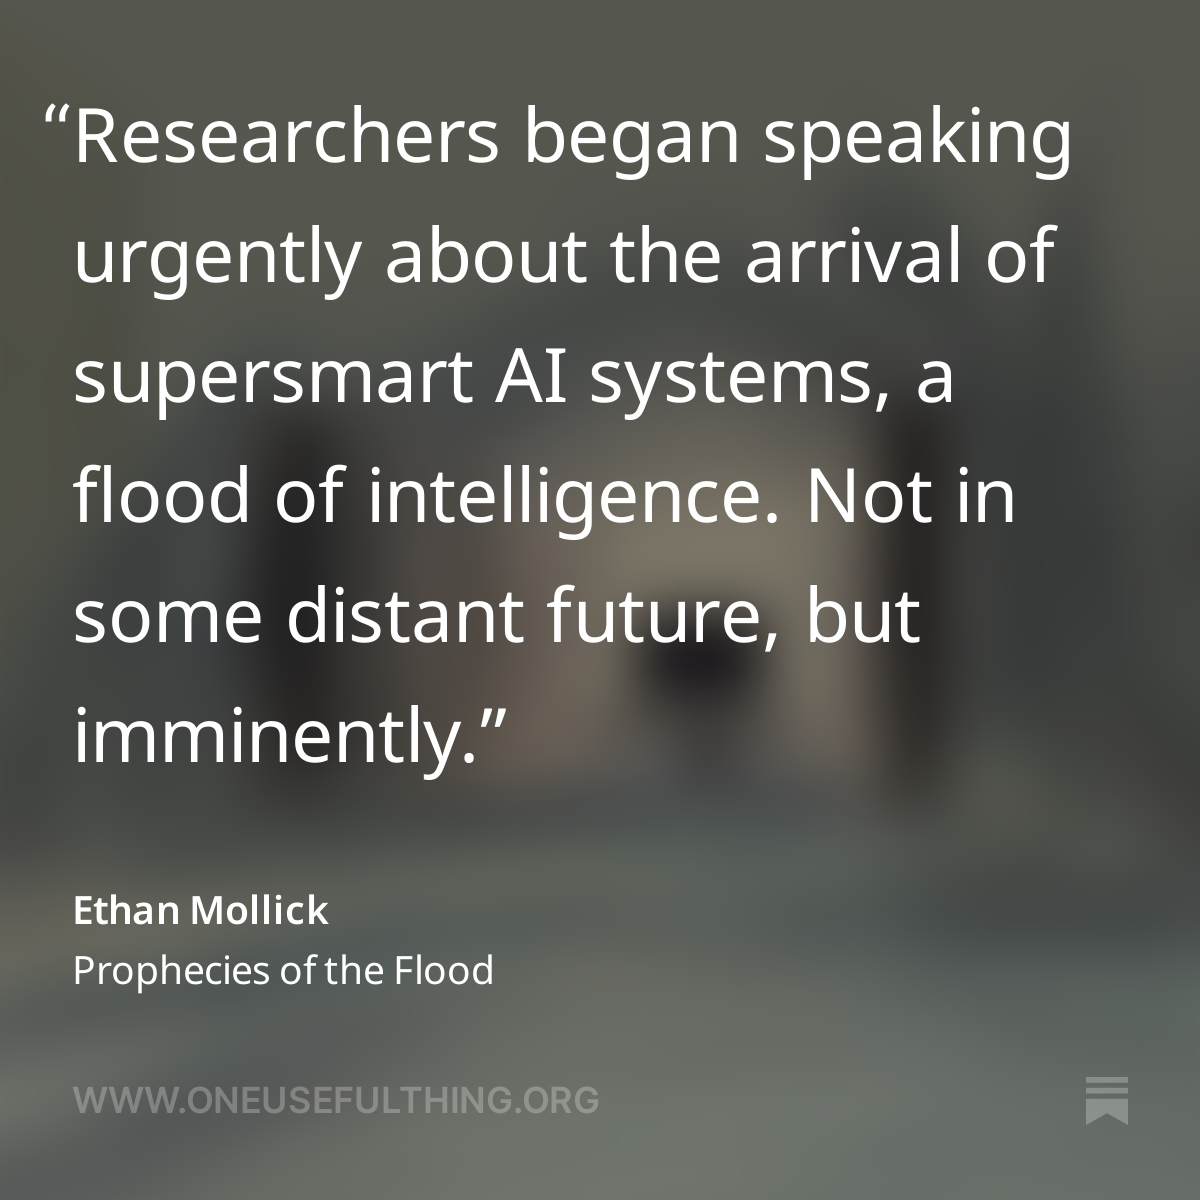 “Researchers began speaking
urgently about the arrival of
supersmart AI systems, a
flood of intelligence. Not in
some distant future, but
imminently.”
Ethan Mollick
Prophecies of the Flood
WWW.ONEUSEFULTHING.ORG